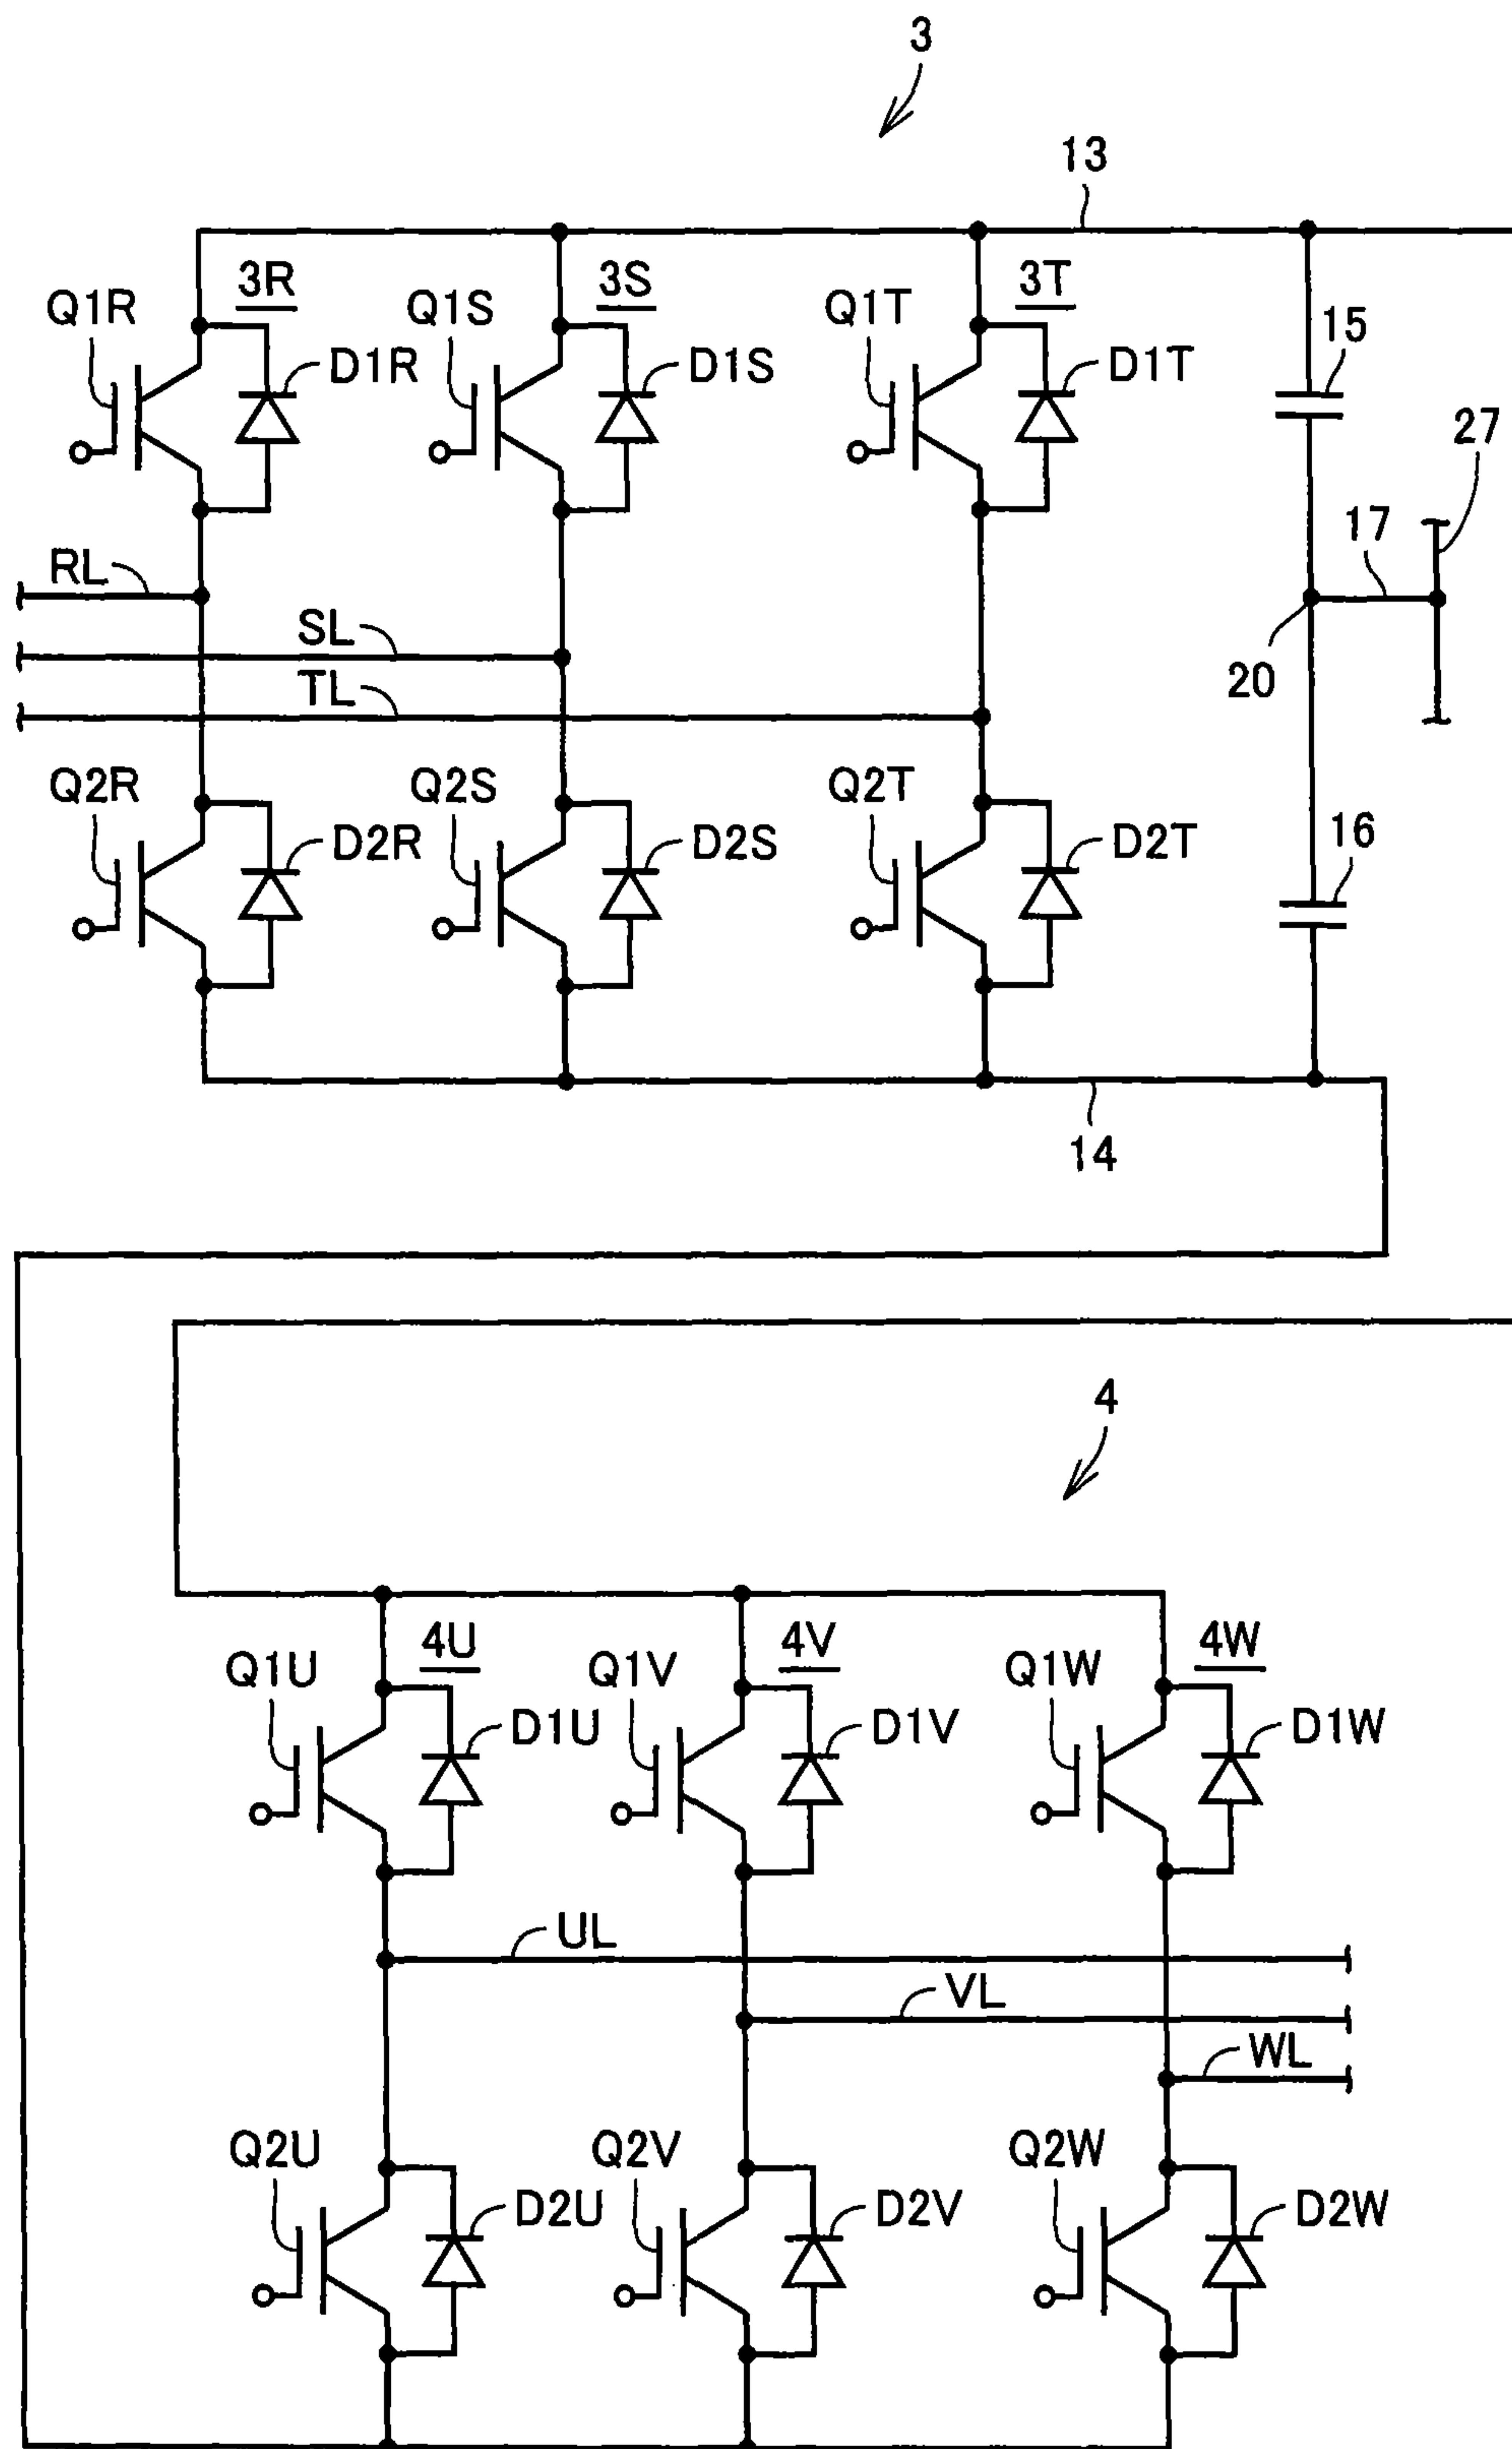 3
13
3R
3S
3T
Q1R
Q1S
Q1T
15
D1R
D1S
D1T
27
17
RL
SL
20
TL
Q2R
Q2S
Q2T
16
D2R
D2S
D2T
14
4
4U
4V
4W
Q1U
Q1V
Q1W
D1U
D1V
D1W
UL
VL
WL
Q2U
Q2V
Q2W
D2U
D2V
D2W